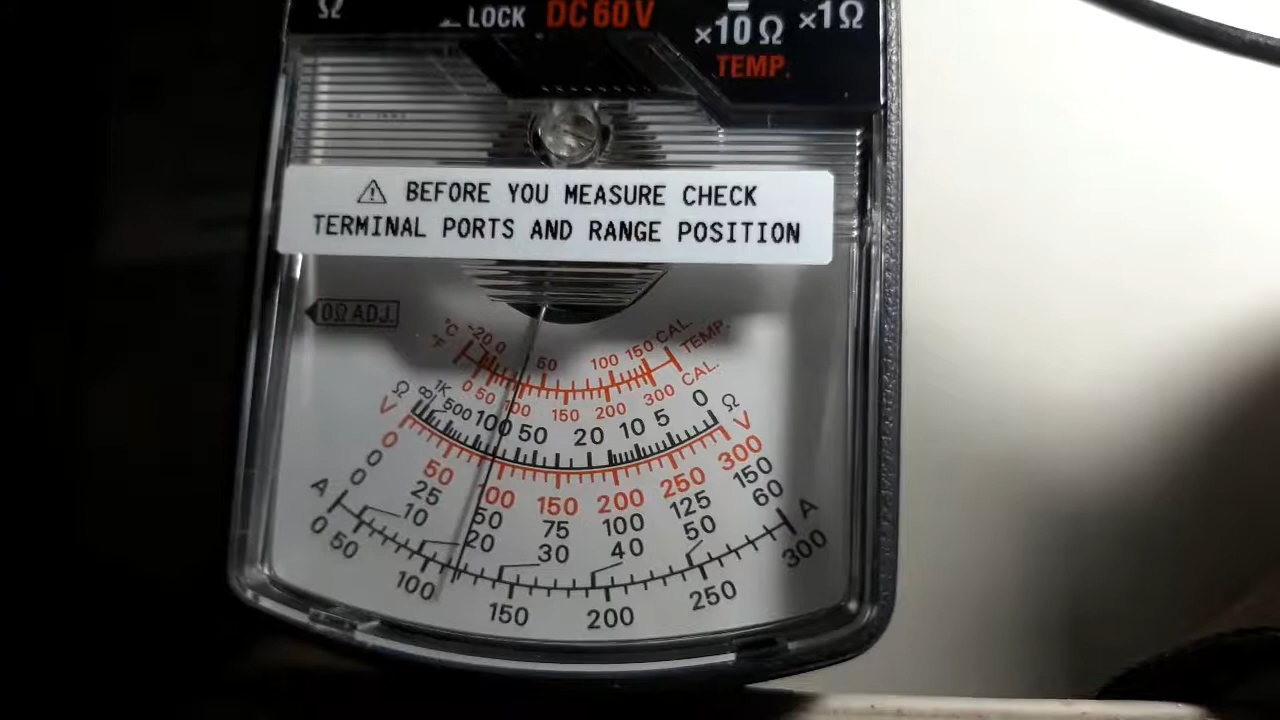 Ω LOCK DC60V ×10Ω ×1Ω
TEMP.
⚠ BEFORE YOU MEASURE CHECK
TERMINAL PORTS AND RANGE POSITION
0Ω ADJ.
°C -20 0 50 100 150 CAL. TEMP.
°F 0 50 100 150 200 300 CAL.
Ω ∞ 1K 500 100 50 20 10 5 0 Ω
V 0 50 100 150 200 250 300 V
0 25 50 75 100 125 150
0 10 20 30 40 50 60
A 0 50 100 150 200 250 300 A